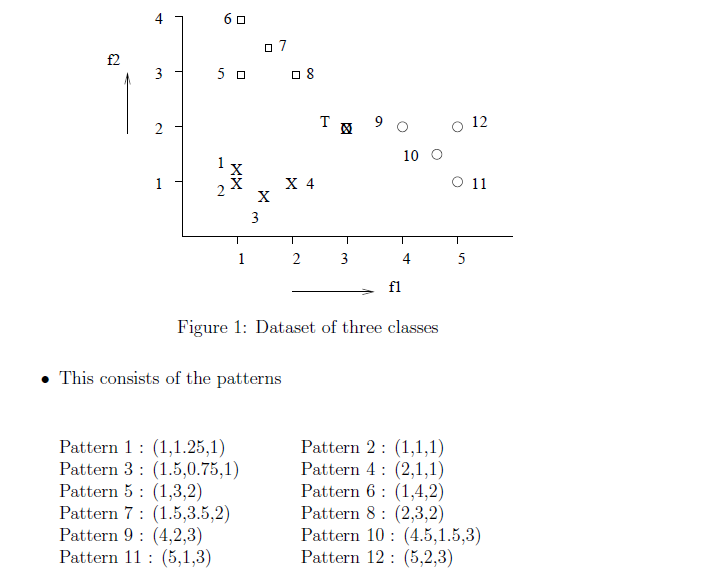 4
6
7
f2
3
5
8
T
9
12
2
10
1
X
1
2
X
X 4
11
X
3
1 2 3 4 5
f1
Figure 1: Dataset of three classes
• This consists of the patterns
Pattern 1 : (1,1.25,1) Pattern 2 : (1,1,1)
Pattern 3 : (1.5,0.75,1) Pattern 4 : (2,1,1)
Pattern 5 : (1,3,2) Pattern 6 : (1,4,2)
Pattern 7 : (1.5,3.5,2) Pattern 8 : (2,3,2)
Pattern 9 : (4,2,3) Pattern 10 : (4.5,1.5,3)
Pattern 11 : (5,1,3) Pattern 12 : (5,2,3)